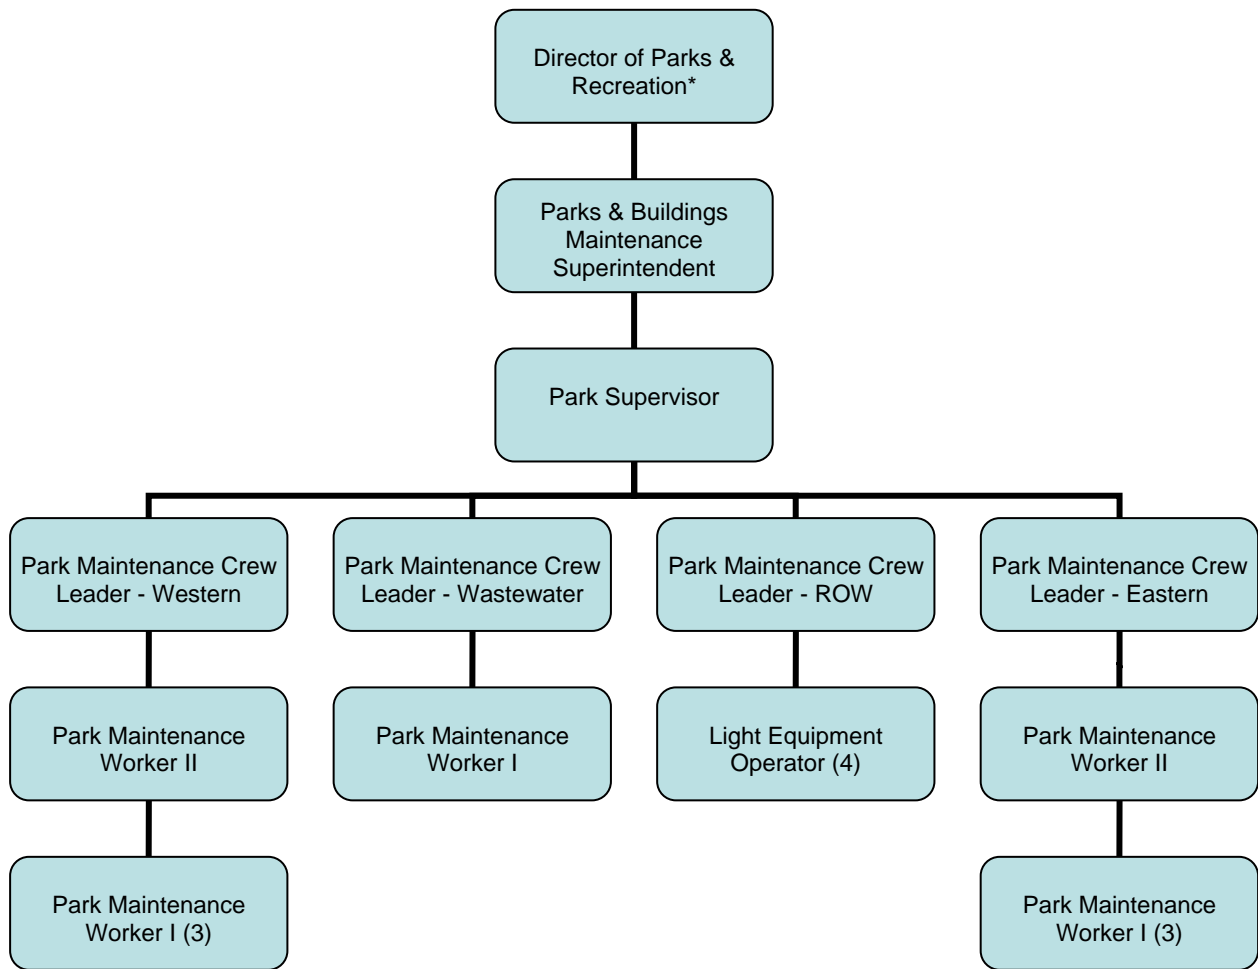 Director of Parks &
Recreation*
Parks & Buildings
Maintenance
Superintendent
Park Supervisor
Park Maintenance Crew
Leader - Western
Park Maintenance Crew
Leader - Wastewater
Park Maintenance Crew
Leader - ROW
Park Maintenance Crew
Leader - Eastern
Park Maintenance
Worker II
Park Maintenance
Worker I
Light Equipment
Operator (4)
Park Maintenance
Worker II
Park Maintenance
Worker I (3)
Park Maintenance
Worker I (3)